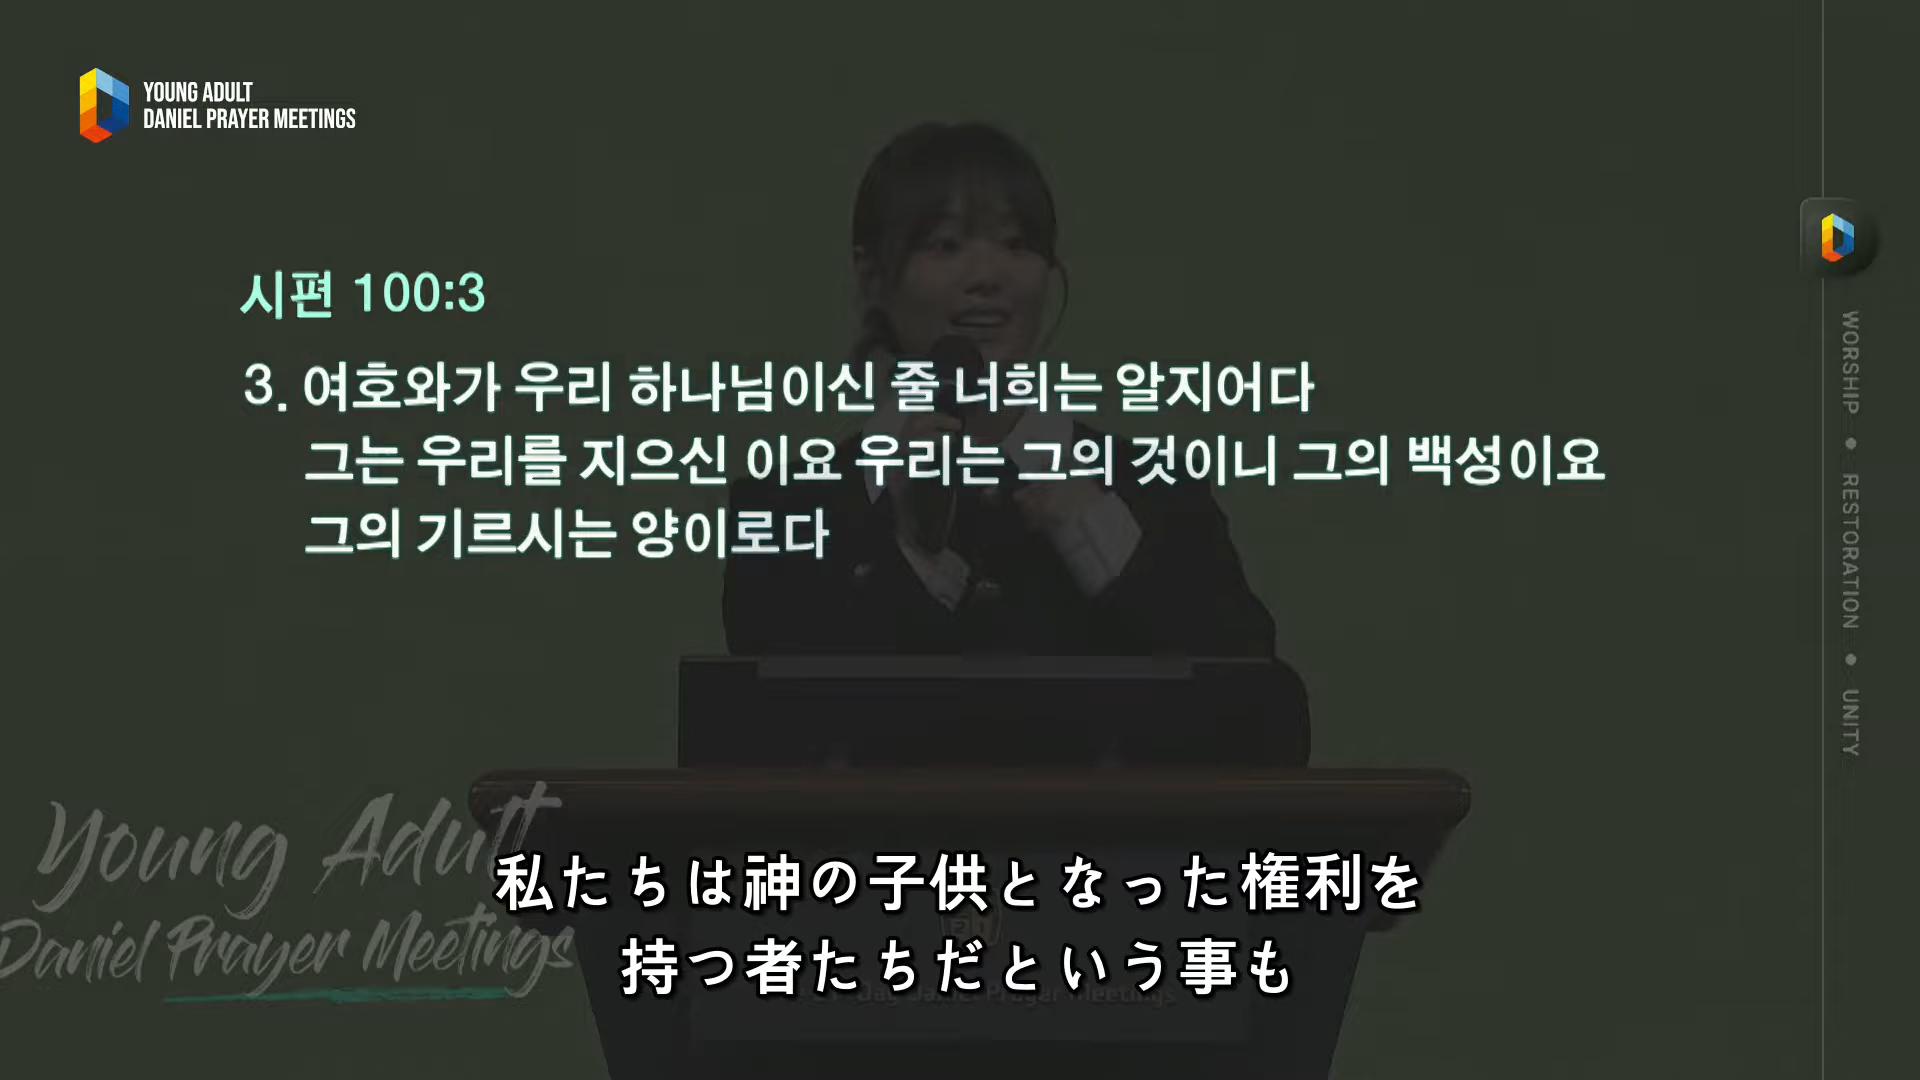 YOUNG ADULT
DANIEL PRAYER MEETINGS
시편 100:3
3. 여호와가 우리 하나님이신 줄 너희는 알지어다
그는 우리를 지으신 이요 우리는 그의 것이니 그의 백성이요
그의 기르시는 양이로다
WORSHIP • RESTORATION • UNITY
Young Adult
Daniel Prayer Meetings
私たちは神の子供となった権利を
持つ者たちだという事も
Day Daniel Prayer Meetings